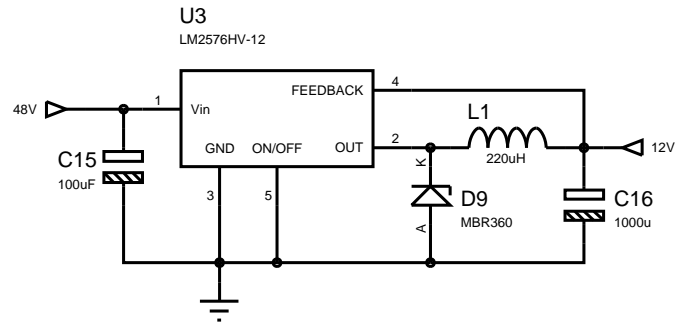 U3
LM2576HV-12
FEEDBACK
4
L1
48V
1
Vin
2
12V
GND
ON/OFF
OUT
220uH
C15
100uF
K
3
5
D9
C16
A
MBR360
1000u